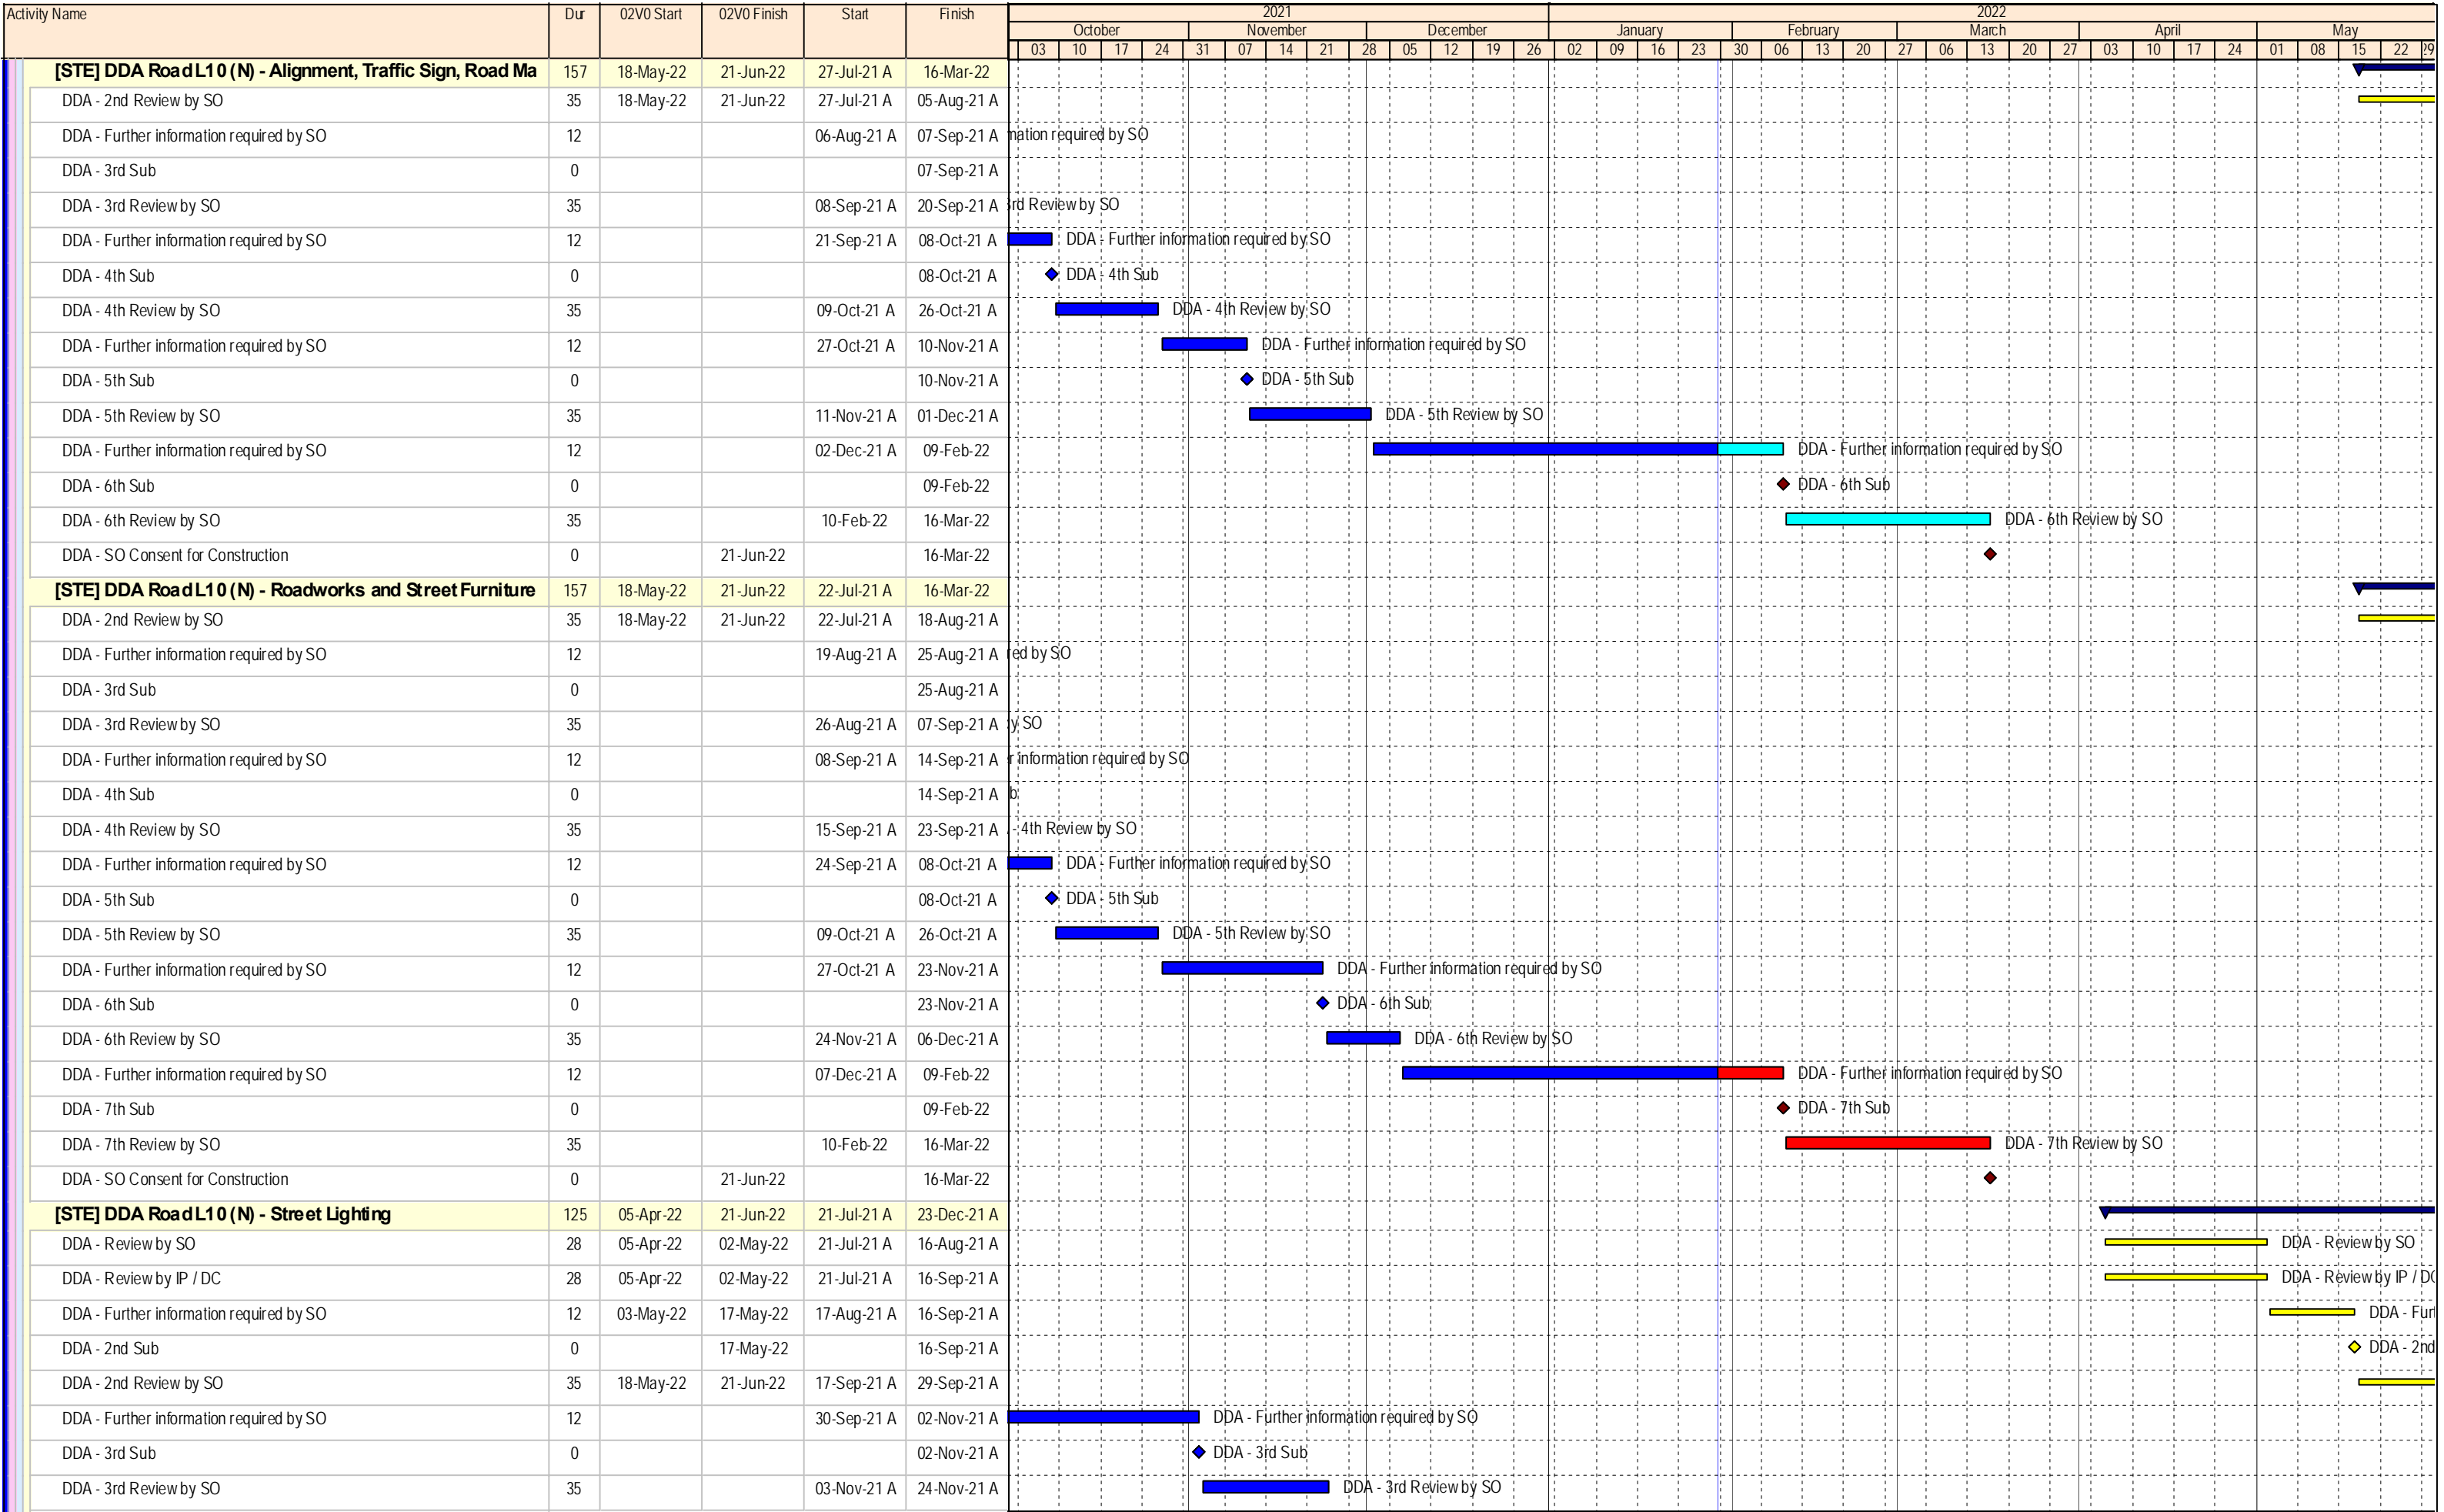 Activity Name Dur 02V0 Start 02V0 Finish Start Finish 2021 2022
October November December January February March April May
03 10 17 24 31 07 14 21 28 05 12 19 26 02 09 16 23 30 06 13 20 27 06 13 20 27 03 10 17 24 01 08 15 22 29
[STE] DDA Road L10 (N) - Alignment, Traffic Sign, Road Ma 157 18-May-22 21-Jun-22 27-Jul-21 A 16-Mar-22
DDA - 2nd Review by SO 35 18-May-22 21-Jun-22 27-Jul-21 A 05-Aug-21 A
DDA - Further information required by SO 12 06-Aug-21 A 07-Sep-21 A mation required by SO
DDA - 3rd Sub 0 07-Sep-21 A
DDA - 3rd Review by SO 35 08-Sep-21 A 20-Sep-21 A 3rd Review by SO
DDA - Further information required by SO 12 21-Sep-21 A 08-Oct-21 A DDA - Further information required by SO
DDA - 4th Sub 0 08-Oct-21 A DDA - 4th Sub
DDA - 4th Review by SO 35 09-Oct-21 A 26-Oct-21 A DDA - 4th Review by SO
DDA - Further information required by SO 12 27-Oct-21 A 10-Nov-21 A DDA - Further information required by SO
DDA - 5th Sub 0 10-Nov-21 A DDA - 5th Sub
DDA - 5th Review by SO 35 11-Nov-21 A 01-Dec-21 A DDA - 5th Review by SO
DDA - Further information required by SO 12 02-Dec-21 A 09-Feb-22 DDA - Further information required by SO
DDA - 6th Sub 0 09-Feb-22 DDA - 6th Sub
DDA - 6th Review by SO 35 10-Feb-22 16-Mar-22 DDA - 6th Review by SO
DDA - SO Consent for Construction 0 21-Jun-22 16-Mar-22
[STE] DDA Road L10 (N) - Roadworks and Street Furniture 157 18-May-22 21-Jun-22 22-Jul-21 A 16-Mar-22
DDA - 2nd Review by SO 35 18-May-22 21-Jun-22 22-Jul-21 A 18-Aug-21 A
DDA - Further information required by SO 12 19-Aug-21 A 25-Aug-21 A red by SO
DDA - 3rd Sub 0 25-Aug-21 A
DDA - 3rd Review by SO 35 26-Aug-21 A 07-Sep-21 A y SO
DDA - Further information required by SO 12 08-Sep-21 A 14-Sep-21 A r information required by SO
DDA - 4th Sub 0 14-Sep-21 A b
DDA - 4th Review by SO 35 15-Sep-21 A 23-Sep-21 A - 4th Review by SO
DDA - Further information required by SO 12 24-Sep-21 A 08-Oct-21 A DDA - Further information required by SO
DDA - 5th Sub 0 08-Oct-21 A DDA - 5th Sub
DDA - 5th Review by SO 35 09-Oct-21 A 26-Oct-21 A DDA - 5th Review by SO
DDA - Further information required by SO 12 27-Oct-21 A 23-Nov-21 A DDA - Further information required by SO
DDA - 6th Sub 0 23-Nov-21 A DDA - 6th Sub
DDA - 6th Review by SO 35 24-Nov-21 A 06-Dec-21 A DDA - 6th Review by SO
DDA - Further information required by SO 12 07-Dec-21 A 09-Feb-22 DDA - Further information required by SO
DDA - 7th Sub 0 09-Feb-22 DDA - 7th Sub
DDA - 7th Review by SO 35 10-Feb-22 16-Mar-22 DDA - 7th Review by SO
DDA - SO Consent for Construction 0 21-Jun-22 16-Mar-22
[STE] DDA Road L10 (N) - Street Lighting 125 05-Apr-22 21-Jun-22 21-Jul-21 A 23-Dec-21 A
DDA - Review by SO 28 05-Apr-22 02-May-22 21-Jul-21 A 16-Aug-21 A DDA - Review by SO
DDA - Review by IP / DC 28 05-Apr-22 02-May-22 21-Jul-21 A 16-Sep-21 A DDA - Review by IP / DC
DDA - Further information required by SO 12 03-May-22 17-May-22 17-Aug-21 A 16-Sep-21 A DDA - Furt
DDA - 2nd Sub 0 17-May-22 16-Sep-21 A DDA - 2nd
DDA - 2nd Review by SO 35 18-May-22 21-Jun-22 17-Sep-21 A 29-Sep-21 A
DDA - Further information required by SO 12 30-Sep-21 A 02-Nov-21 A DDA - Further information required by SO
DDA - 3rd Sub 0 02-Nov-21 A DDA - 3rd Sub
DDA - 3rd Review by SO 35 03-Nov-21 A 24-Nov-21 A DDA - 3rd Review by SO